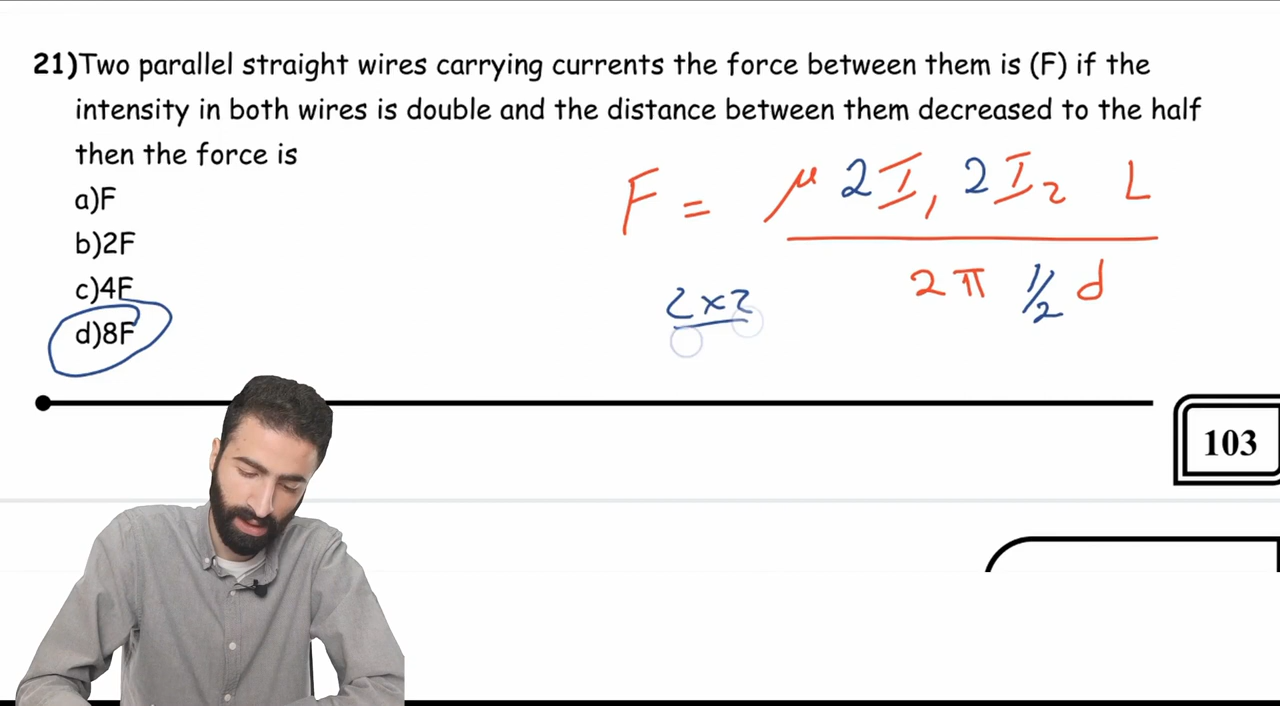 21)Two parallel straight wires carrying currents the force between them is (F) if the
intensity in both wires is double and the distance between them decreased to the half
then the force is
a)F
b)2F
c)4F
d)8F
F = μ 2I₁ 2I₂ L
2π 1/2 d
2×2
103